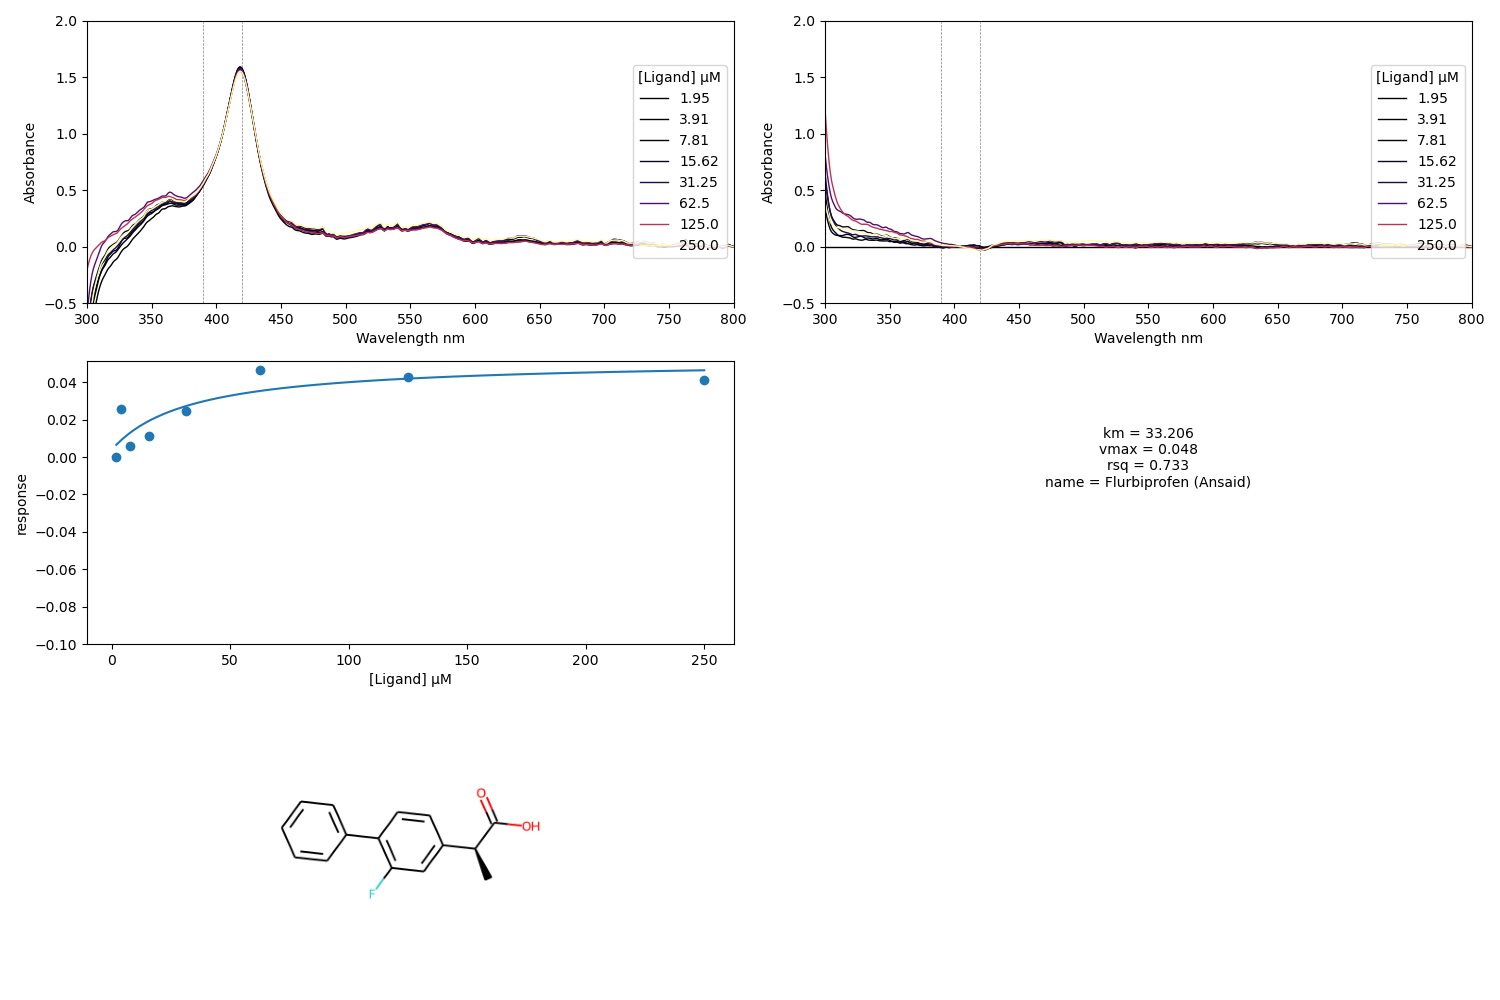 2.0
1.5
1.0
0.5
0.0
−0.5
Absorbance
300 350 400 450 500 550 600 650 700 750 800
Wavelength nm
[Ligand] µM
1.95
3.91
7.81
15.62
31.25
62.5
125.0
250.0
2.0
1.5
1.0
0.5
0.0
−0.5
Absorbance
300 350 400 450 500 550 600 650 700 750 800
Wavelength nm
[Ligand] µM
1.95
3.91
7.81
15.62
31.25
62.5
125.0
250.0
0.04
0.02
0.00
−0.02
−0.04
−0.06
−0.08
−0.10
response
0 50 100 150 200 250
[Ligand] µM
km = 33.206
vmax = 0.048
rsq = 0.733
name = Flurbiprofen (Ansaid)
O
OH
F